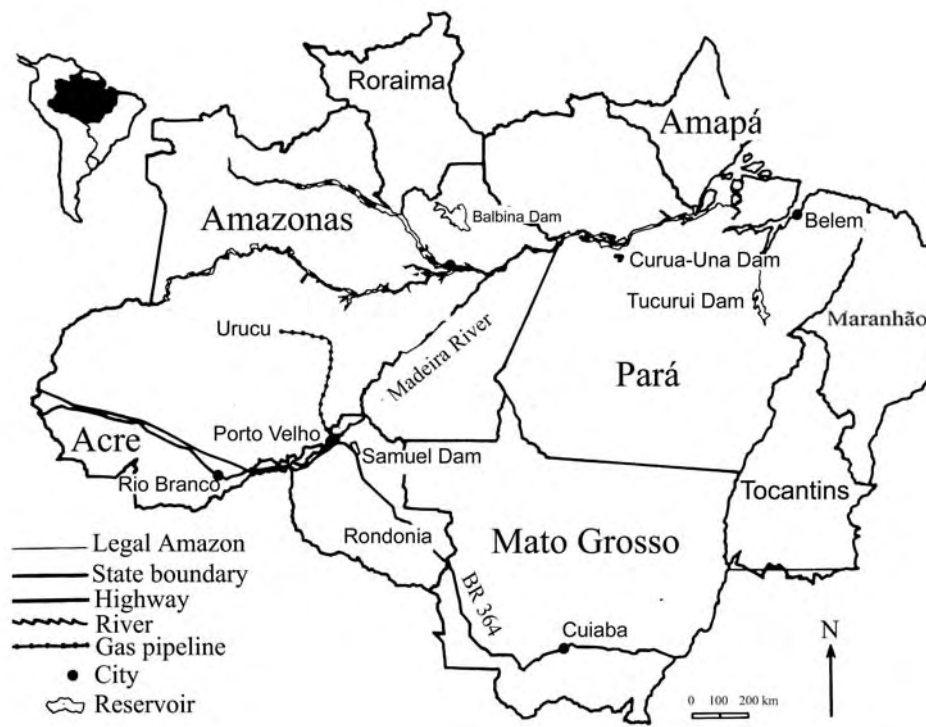 Roraima
Amapá
Amazonas
Balbina Dam
Belem
Curua-Una Dam
Tucurui Dam
Maranhão
Urucu
Madeira River
Pará
Acre
Porto Velho
Samuel Dam
Rio Branco
Tocantins
Rondonia
Mato Grosso
BR 364
Cuiaba
Legal Amazon
State boundary
Highway
River
Gas pipeline
City
Reservoir
N
0 100 200 km